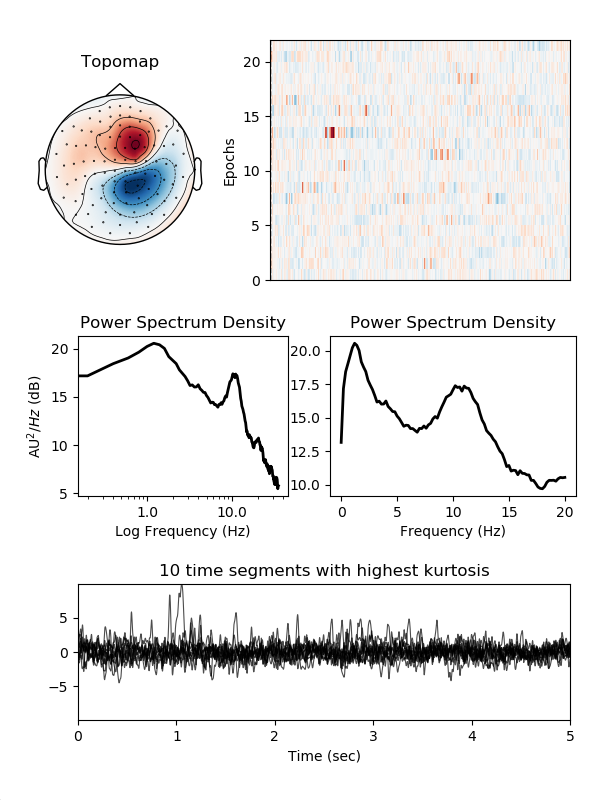 Topomap
Epochs
20
15
10
5
0
Power Spectrum Density
AU²/Hz (dB)
20
15
10
5
1.0 10.0
Log Frequency (Hz)
Power Spectrum Density
20.0
17.5
15.0
12.5
10.0
0 5 10 15 20
Frequency (Hz)
10 time segments with highest kurtosis
5
0
−5
0 1 2 3 4 5
Time (sec)